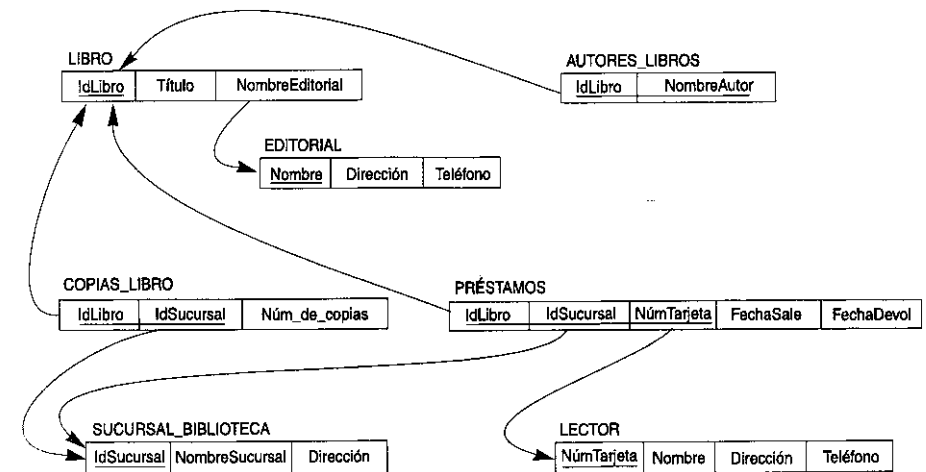 LIBRO
IdLibro Título NombreEditorial
AUTORES_LIBROS
IdLibro NombreAutor
EDITORIAL
Nombre Dirección Teléfono
COPIAS_LIBRO
IdLibro IdSucursal Núm_de_copias
PRÉSTAMOS
IdLibro IdSucursal NúmTarjeta FechaSale FechaDevol
SUCURSAL_BIBLIOTECA
IdSucursal NombreSucursal Dirección
LECTOR
NúmTarjeta Nombre Dirección Teléfono